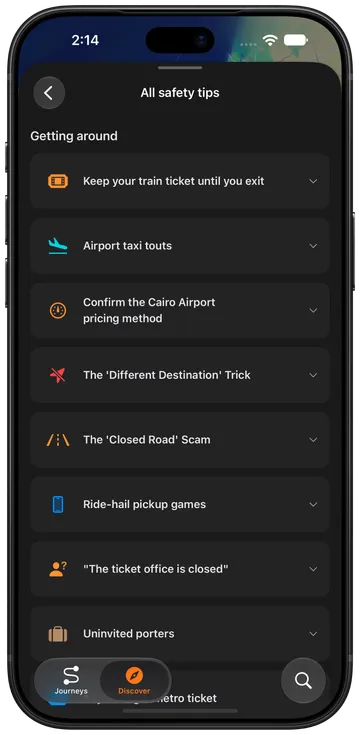 2:14
All safety tips
Getting around
Keep your train ticket until you exit
Airport taxi touts
Confirm the Cairo Airport
pricing method
The 'Different Destination' Trick
The 'Closed Road' Scam
Ride-hail pickup games
"The ticket office is closed"
Uninvited porters
ticket
Journeys
Discover